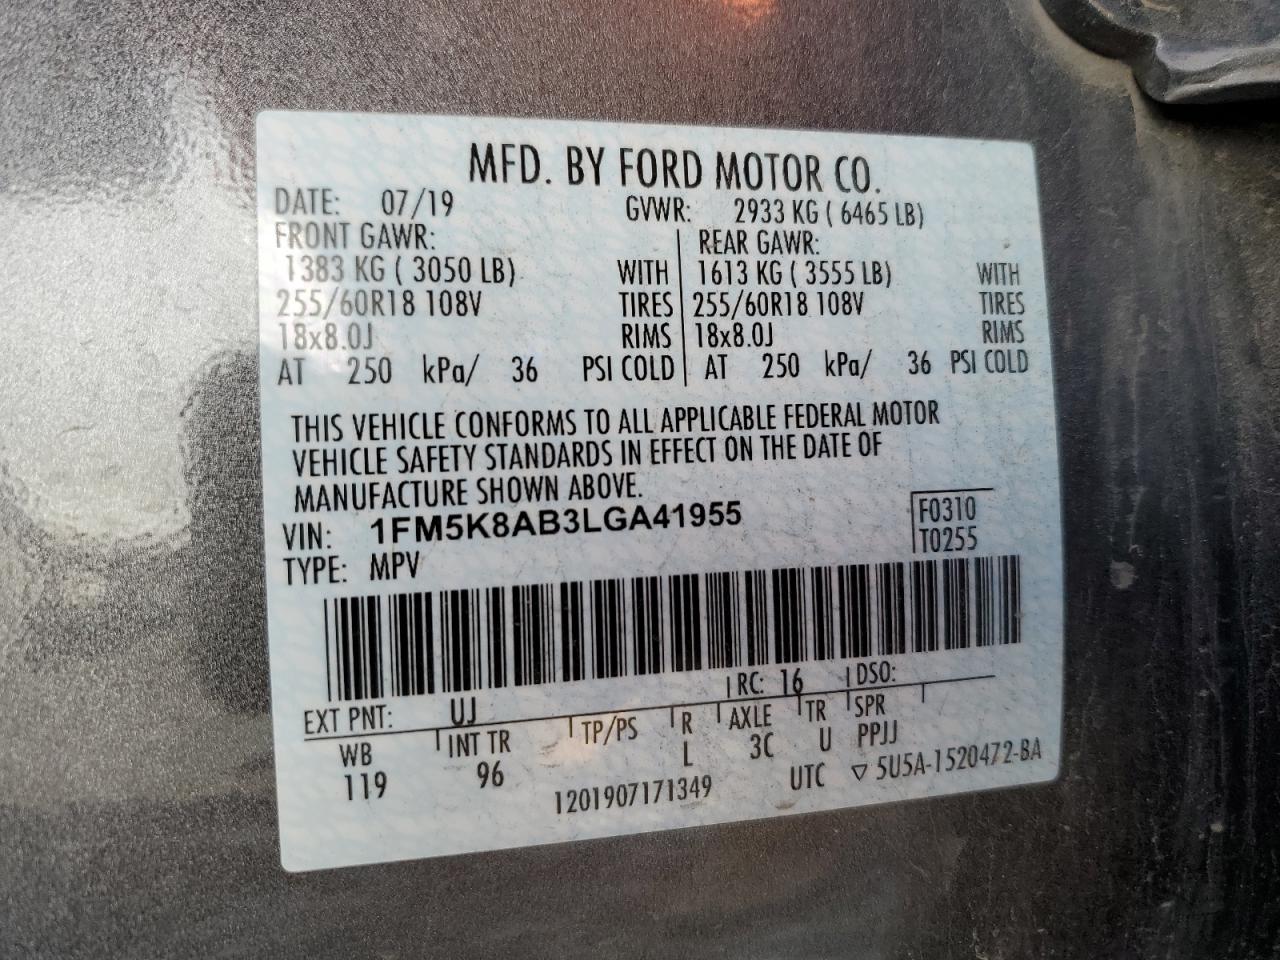 MFD. BY FORD MOTOR CO.
DATE: 07/19 GVWR: 2933 KG ( 6465 LB)
FRONT GAWR: REAR GAWR:
1383 KG ( 3050 LB) WITH 1613 KG ( 3555 LB) WITH
255/60R18 108V TIRES 255/60R18 108V TIRES
18x8.0J RIMS 18x8.0J RIMS
AT 250 kPa/ 36 PSI COLD AT 250 kPa/ 36 PSI COLD
THIS VEHICLE CONFORMS TO ALL APPLICABLE FEDERAL MOTOR
VEHICLE SAFETY STANDARDS IN EFFECT ON THE DATE OF
MANUFACTURE SHOWN ABOVE.
VIN: 1FM5K8AB3LGA41955 F0310
TYPE: MPV T0255
EXT PNT: UJ RC: 16 DSO:
WB INT TR TP/PS R AXLE TR SPR
119 96 L 3C U PPJJ
1201907171349 UTC ▽ 5U5A-1520472-BA